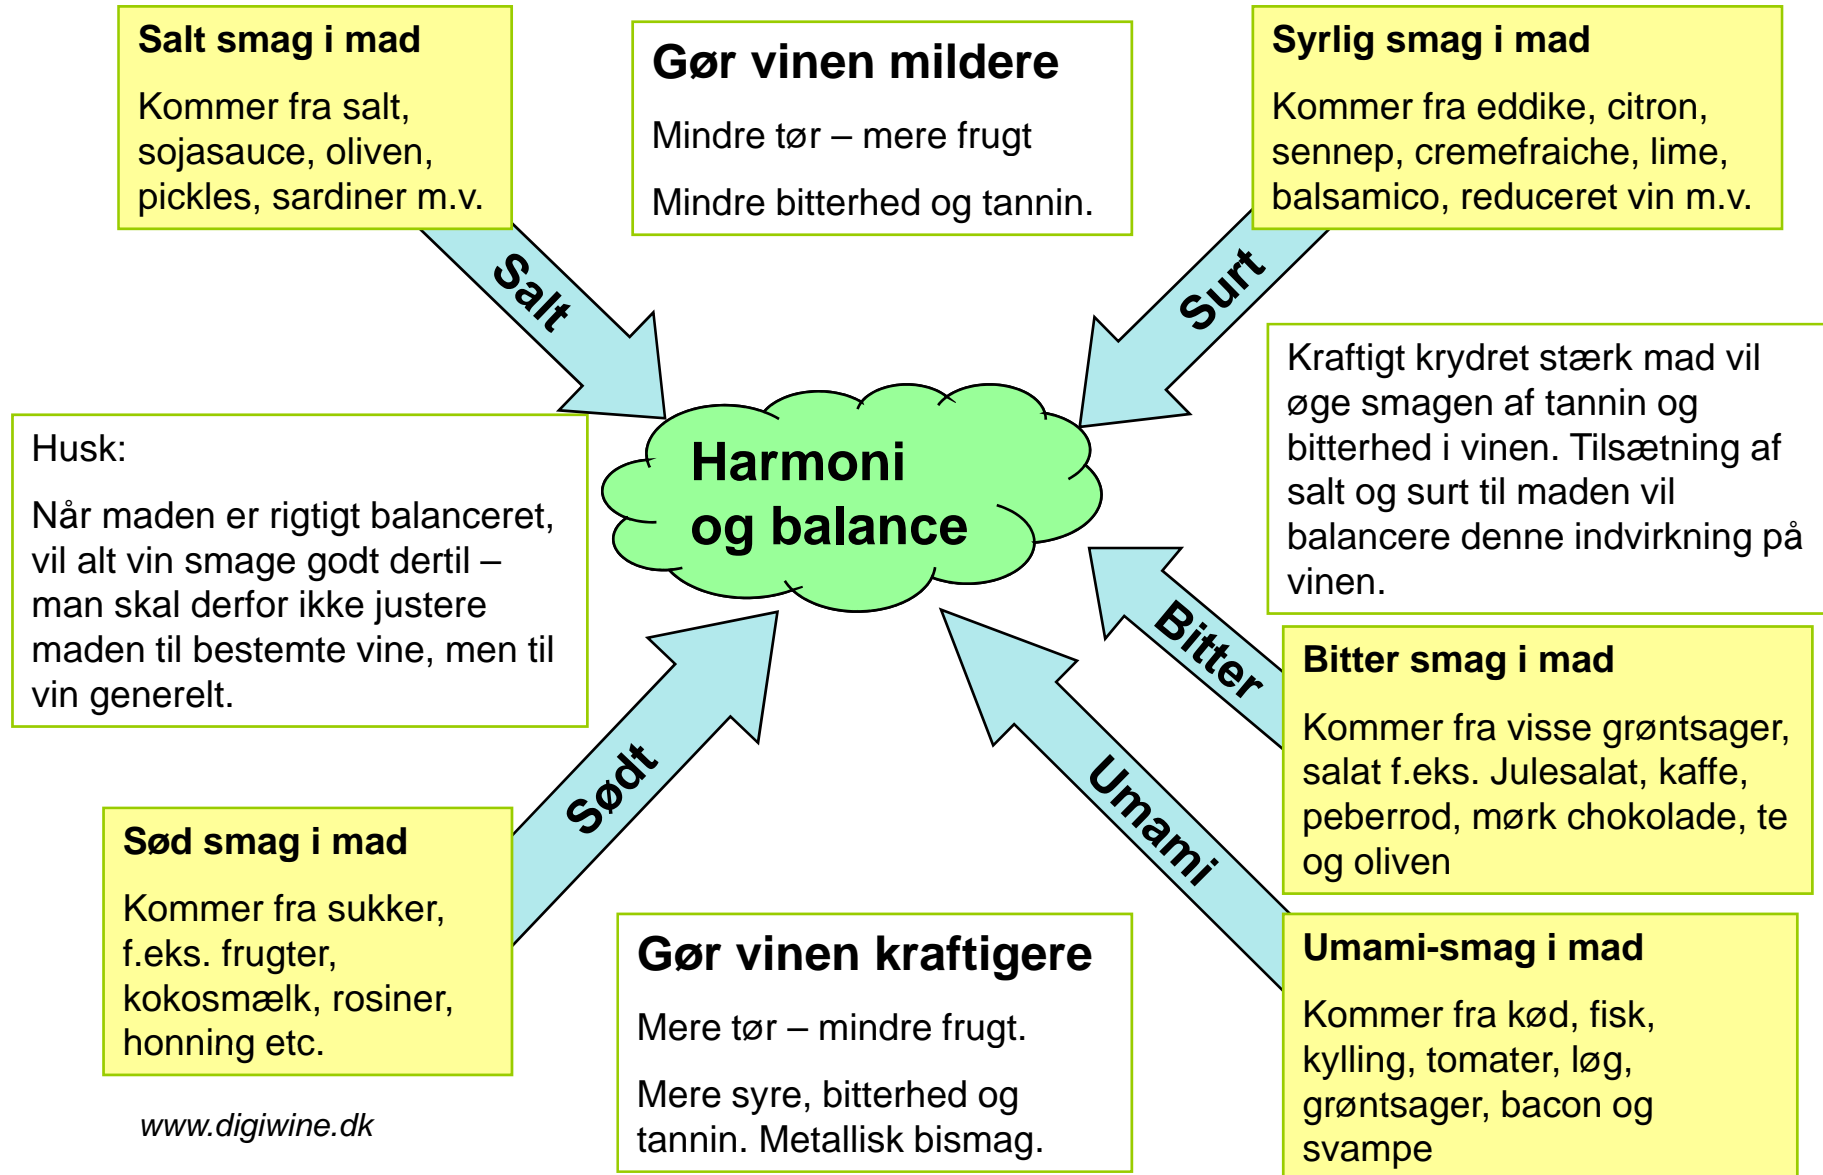 Salt smag i mad
Kommer fra salt,
sojasauce, oliven,
pickles, sardiner m.v.
Gør vinen mildere
Mindre tør – mere frugt
Mindre bitterhed og tannin.
Syrlig smag i mad
Kommer fra eddike, citron,
sennep, cremefraiche, lime,
balsamico, reduceret vin m.v.
Salt
Surt
Kraftigt krydret stærk mad vil
øge smagen af tannin og
bitterhed i vinen. Tilsætning af
salt og surt til maden vil
balancere denne indvirkning på
vinen.
Harmoni
og balance
Husk:
Når maden er rigtigt balanceret,
vil alt vin smage godt dertil –
man skal derfor ikke justere
maden til bestemte vine, men til
vin generelt.
Bitter
Bitter smag i mad
Kommer fra visse grøntsager,
salat f.eks. Julesalat, kaffe,
peberrod, mørk chokolade, te
og oliven
Sødt
Umami
Sød smag i mad
Kommer fra sukker,
f.eks. frugter,
kokosmælk, rosiner,
honning etc.
Gør vinen kraftigere
Mere tør – mindre frugt.
Mere syre, bitterhed og
tannin. Metallisk bismag.
Umami-smag i mad
Kommer fra kød, fisk,
kylling, tomater, løg,
grøntsager, bacon og
svampe
www.digiwine.dk